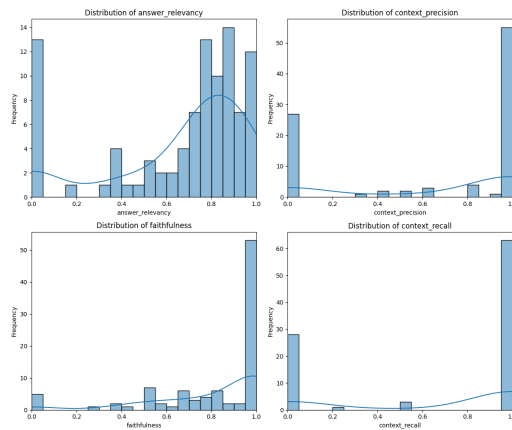 Distribution of answer_relevancy
Frequency
14
12
10
8
6
4
2
0
0.0 0.2 0.4 0.6 0.8 1.0
answer_relevancy
Distribution of context_precision
Frequency
50
40
30
20
10
0
0.0 0.2 0.4 0.6 0.8 1.0
context_precision
Distribution of faithfulness
Frequency
50
40
30
20
10
0
0.0 0.2 0.4 0.6 0.8 1.0
faithfulness
Distribution of context_recall
Frequency
60
50
40
30
20
10
0
0.0 0.2 0.4 0.6 0.8 1.0
context_recall